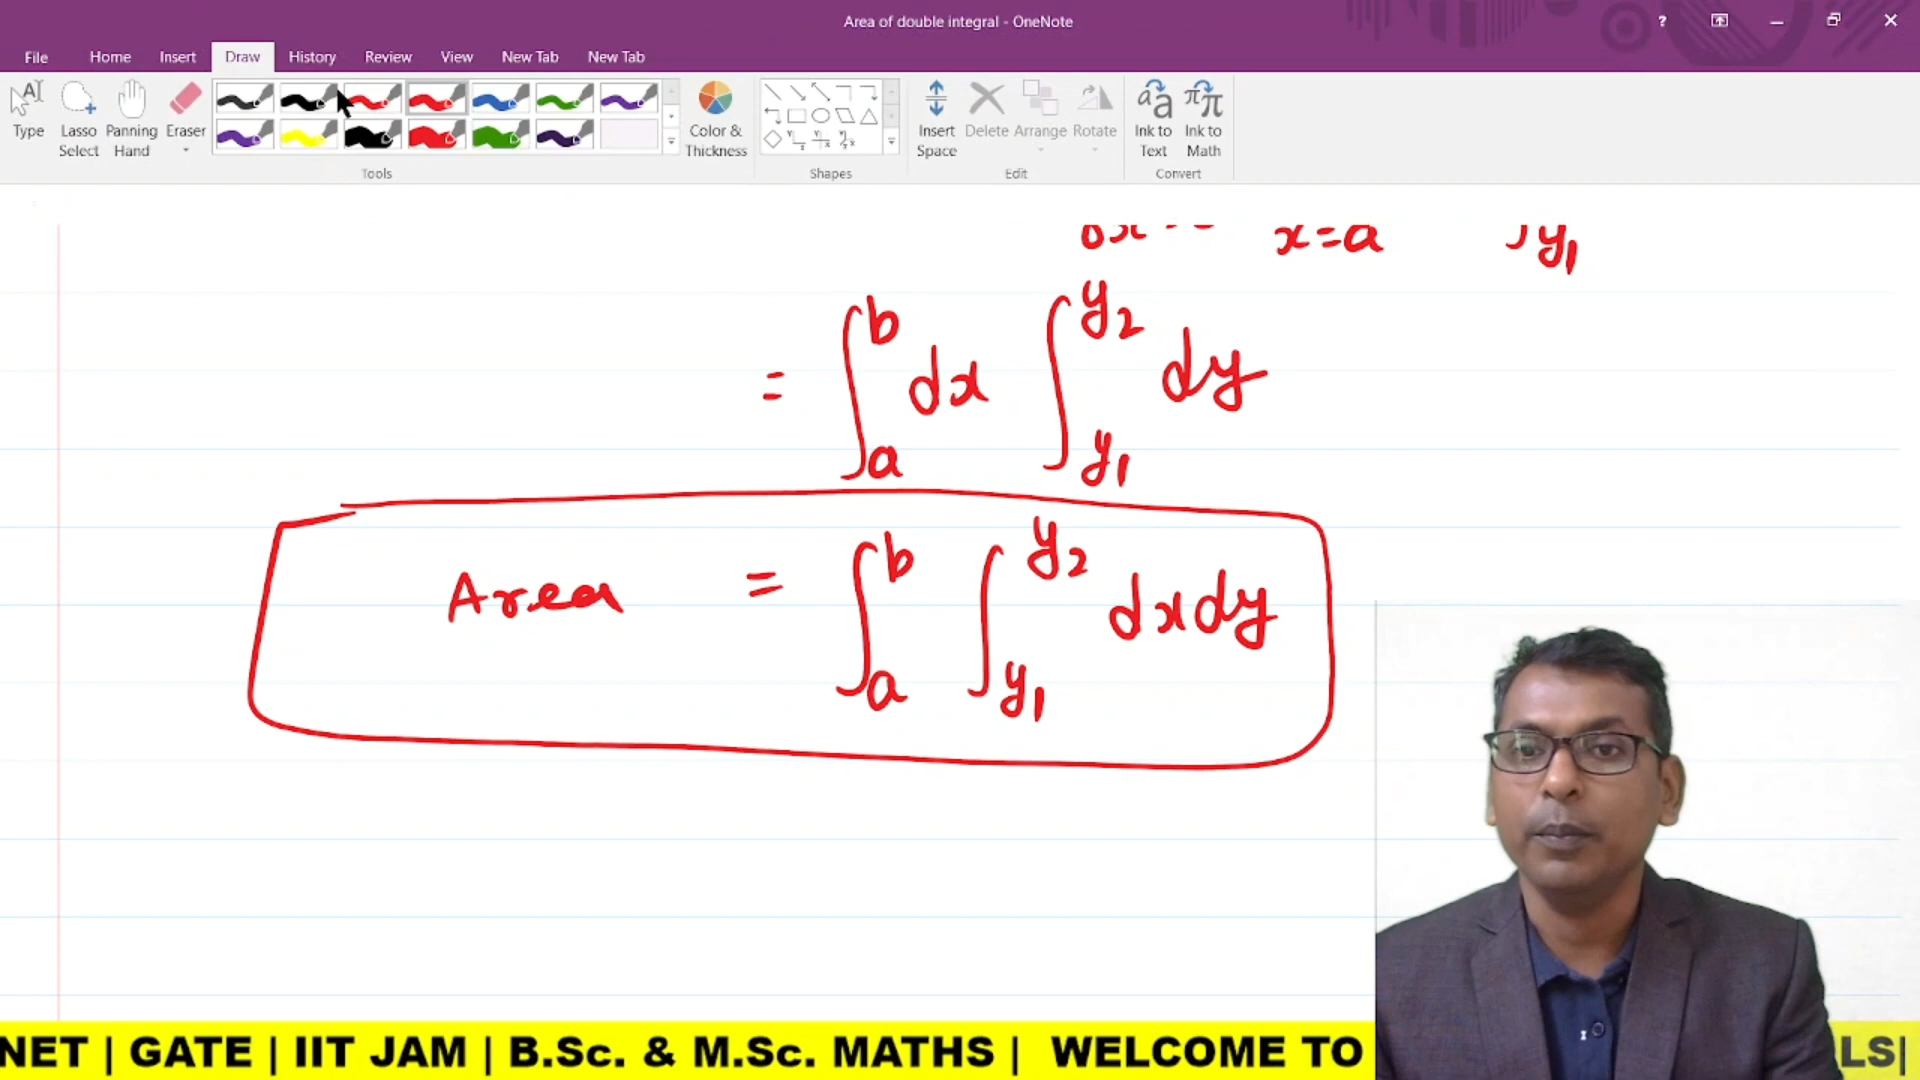 Area of double integral - OneNote
?
File Home Insert Draw History Review View New Tab New Tab
Type
Lasso Select
Panning Hand
Eraser
Color & Thickness
Insert Space
Delete
Arrange
Rotate
Ink to Text
Ink to Math
Tools Shapes Edit Convert
x=a ∫y₁
= ∫ₐᵇ dx ∫_{y₁}^{y₂} dy
Area = ∫ₐᵇ ∫_{y₁}^{y₂} dxdy
NET | GATE | IIT JAM | B.Sc. & M.Sc. MATHS | WELCOME TO LS|